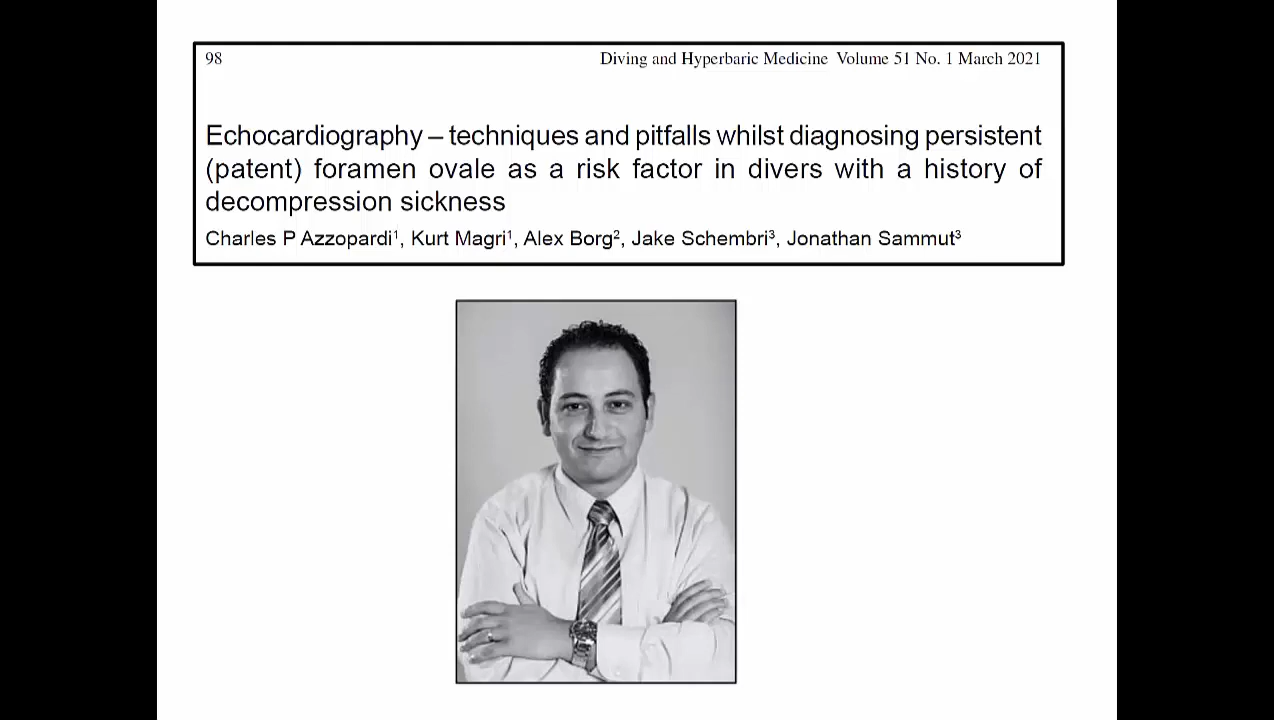 98 Diving and Hyperbaric Medicine Volume 51 No. 1 March 2021
Echocardiography – techniques and pitfalls whilst diagnosing persistent
(patent) foramen ovale as a risk factor in divers with a history of
decompression sickness
Charles P Azzopardi¹, Kurt Magri¹, Alex Borg², Jake Schembri³, Jonathan Sammut³